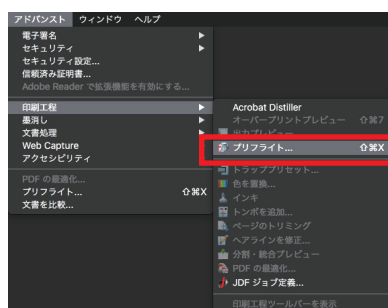 アドバンスト ウィンドウ ヘルプ
電子署名
セキュリティ
セキュリティ設定...
信頼済み証明書...
Adobe Reader で拡張機能を有効にする...
印刷工程
墨消し
文書処理
Web Capture
アクセシビリティ
PDF の最適化...
プリフライト... ⇧⌘X
文書を比較...
Acrobat Distiller
オーバープリントプレビュー ⇧⌘7
出力プレビュー...
プリフライト... ⇧⌘X
トラッププリセット...
色を置換...
インキ
トンボを追加...
ページのトリミング
ヘアラインを修正...
分割・統合プレビュー
PDF の最適化...
JDF ジョブ定義...
印刷工程ツールバーを表示